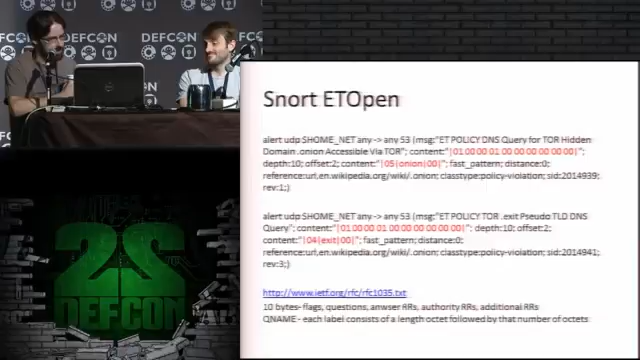 DEFCON
DEFCON
Snort ETOpen
alert udp $HOME_NET any -> any 53 (msg:"ET POLICY DNS Query for TOR Hidden
Domain .onion Accessible Via TOR"; content:"|01 00 00 01 00 00 00 00 00 00|";
depth:10; offset:2; content:"|05|onion|00|"; fast_pattern; distance:0;
reference:url,en.wikipedia.org/wiki/.onion; classtype:policy-violation; sid:2014939;
rev:1;)
alert udp $HOME_NET any -> any 53 (msg:"ET POLICY TOR .exit Pseudo TLD DNS
Query"; content:"|01 00 00 01 00 00 00 00 00 00|"; depth:10; offset:2;
content:"|04|exit|00|"; fast_pattern; distance:0;
reference:url,en.wikipedia.org/wiki/.onion; classtype:policy-violation; sid:2014941;
rev:3;)
http://www.ietf.org/rfc/rfc1035.txt
10 bytes- flags, questions, anwser RRs, authority RRs, additional RRs
QNAME - each label consists of a length octet followed by that number of octets
DEFCON